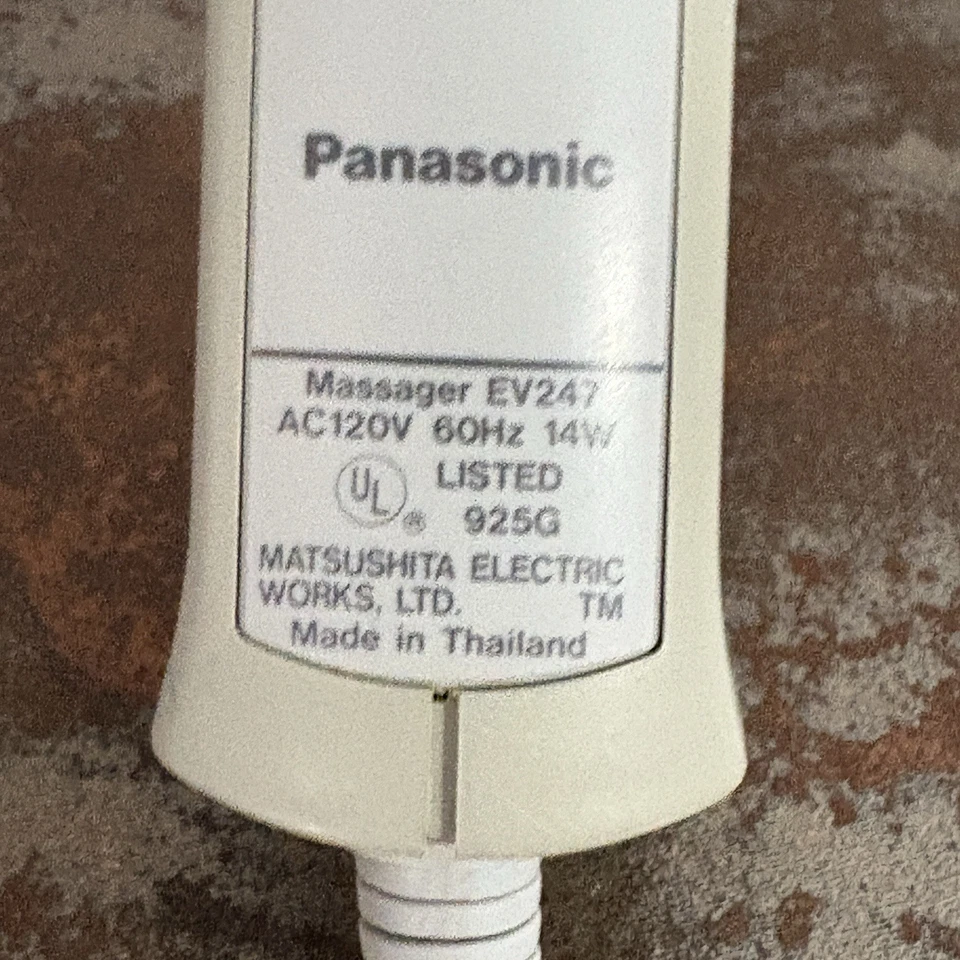 Panasonic
Massager EV247
AC120V 60Hz 14W
UL® LISTED
925G
MATSUSHITA ELECTRIC
WORKS, LTD. TM
Made in Thailand